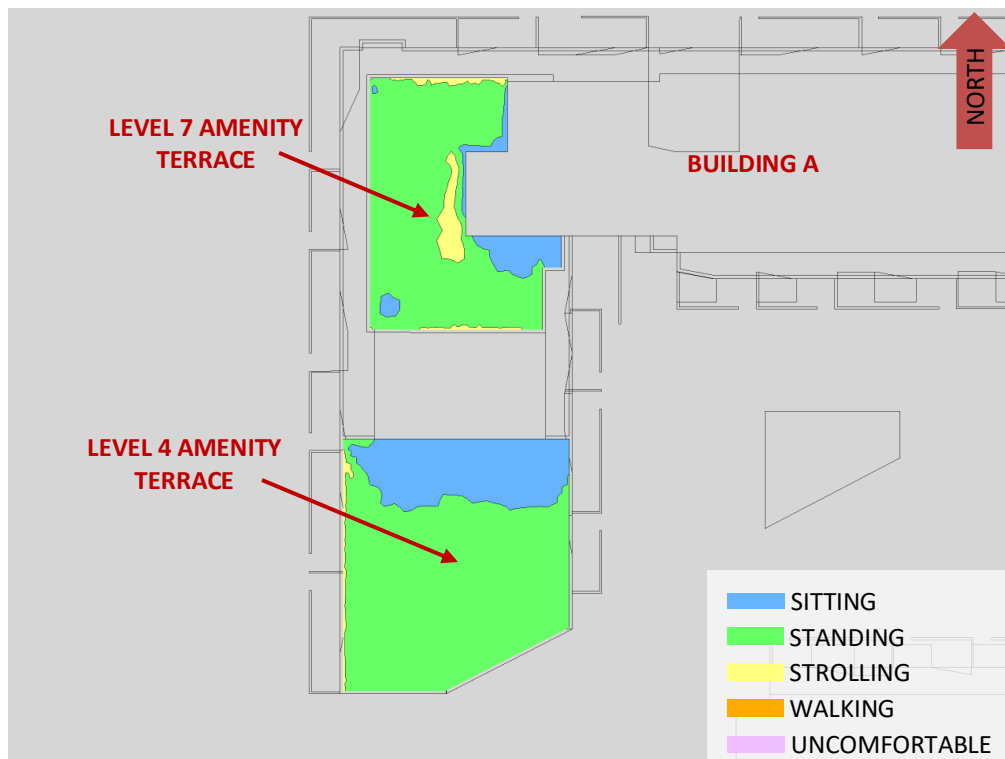 NORTH
LEVEL 7 AMENITY
TERRACE
BUILDING A
LEVEL 4 AMENITY
TERRACE
SITTING
STANDING
STROLLING
WALKING
UNCOMFORTABLE